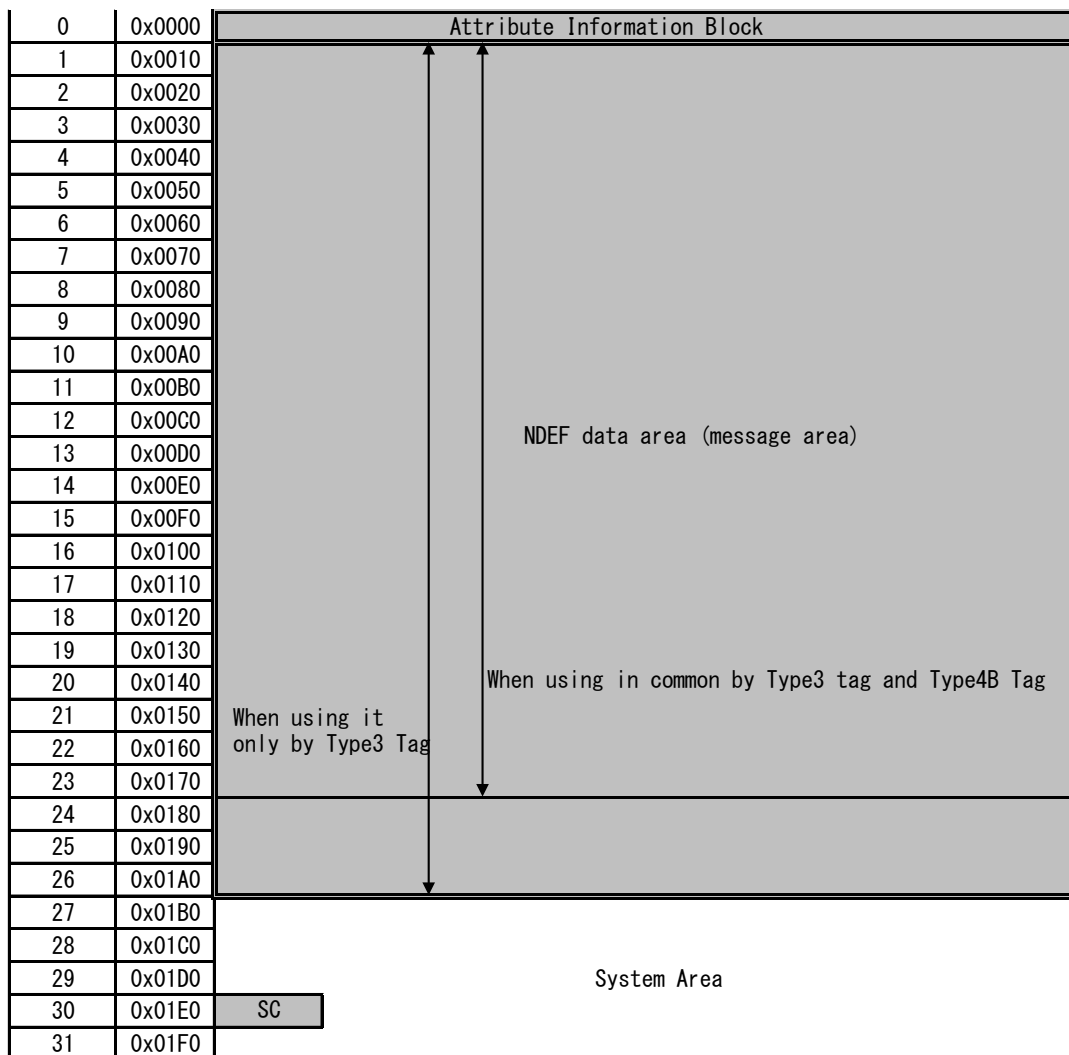 0 0x0000 Attribute Information Block
1 0x0010
2 0x0020
3 0x0030
4 0x0040
5 0x0050
6 0x0060
7 0x0070
8 0x0080
9 0x0090
10 0x00A0
11 0x00B0
12 0x00C0
NDEF data area (message area)
13 0x00D0
14 0x00E0
15 0x00F0
16 0x0100
17 0x0110
18 0x0120
19 0x0130
20 0x0140 When using in common by Type3 tag and Type4B Tag
21 0x0150 When using it
22 0x0160 only by Type3 Tag
23 0x0170
24 0x0180
25 0x0190
26 0x01A0
27 0x01B0
28 0x01C0
29 0x01D0 System Area
30 0x01E0 SC
31 0x01F0